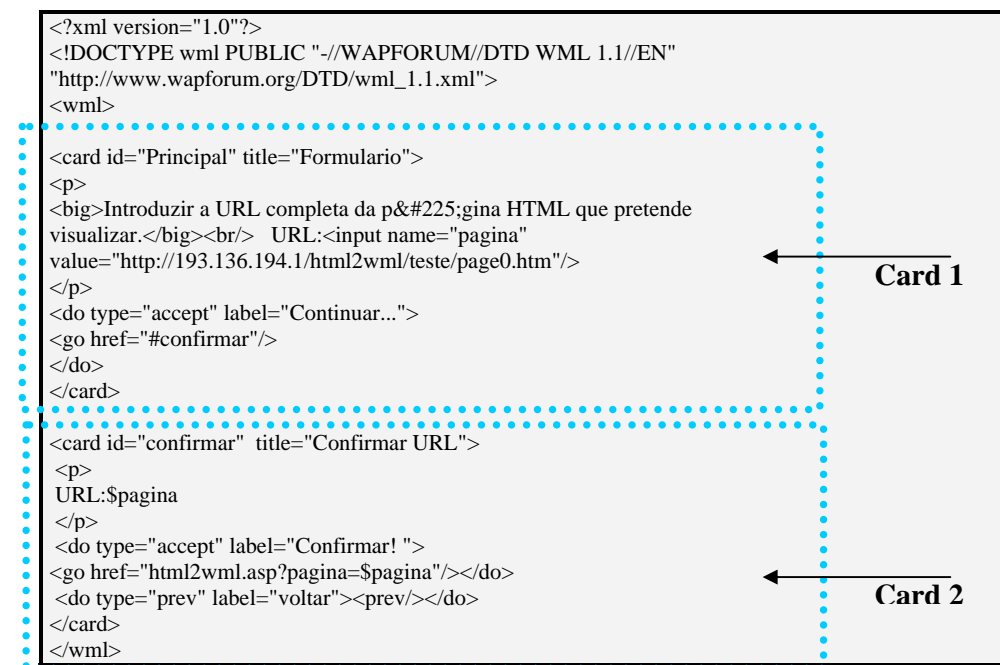 <?xml version="1.0"?>
<!DOCTYPE wml PUBLIC "-//WAPFORUM//DTD WML 1.1//EN"
"http://www.wapforum.org/DTD/wml_1.1.xml">
<wml>
<card id="Principal" title="Formulario">
<p>
<big>Introduzir a URL completa da p&#225;gina HTML que pretende
visualizar.</big><br/>   URL:<input name="pagina"
value="http://193.136.194.1/html2wml/teste/page0.htm"/>
</p>
<do type="accept" label="Continuar...">
<go href="#confirmar"/>
</do>
</card>
Card 1
<card id="confirmar"  title="Confirmar URL">
<p>
URL:$pagina
</p>
<do type="accept" label="Confirmar! ">
<go href="html2wml.asp?pagina=$pagina"/></do>
<do type="prev" label="voltar"><prev/></do>
</card>
</wml>
Card 2